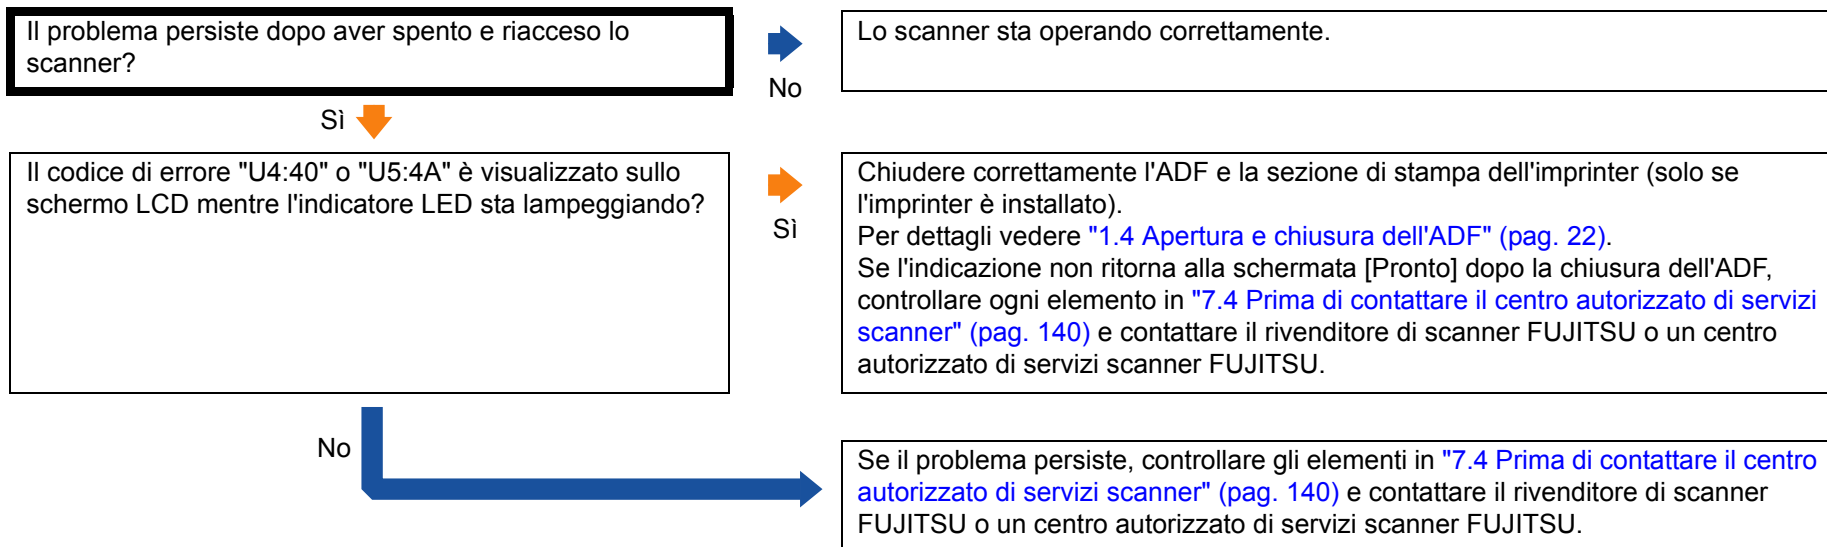 Il problema persiste dopo aver spento e riacceso lo
scanner?
No
Lo scanner sta operando correttamente.
Sì
Il codice di errore "U4:40" o "U5:4A" è visualizzato sullo
schermo LCD mentre l'indicatore LED sta lampeggiando?
Sì
Chiudere correttamente l'ADF e la sezione di stampa dell'imprinter (solo se
l'imprinter è installato).
Per dettagli vedere "1.4 Apertura e chiusura dell'ADF" (pag. 22).
Se l'indicazione non ritorna alla schermata [Pronto] dopo la chiusura dell'ADF,
controllare ogni elemento in "7.4 Prima di contattare il centro autorizzato di servizi
scanner" (pag. 140) e contattare il rivenditore di scanner FUJITSU o un centro
autorizzato di servizi scanner FUJITSU.
No
Se il problema persiste, controllare gli elementi in "7.4 Prima di contattare il centro
autorizzato di servizi scanner" (pag. 140) e contattare il rivenditore di scanner
FUJITSU o un centro autorizzato di servizi scanner FUJITSU.